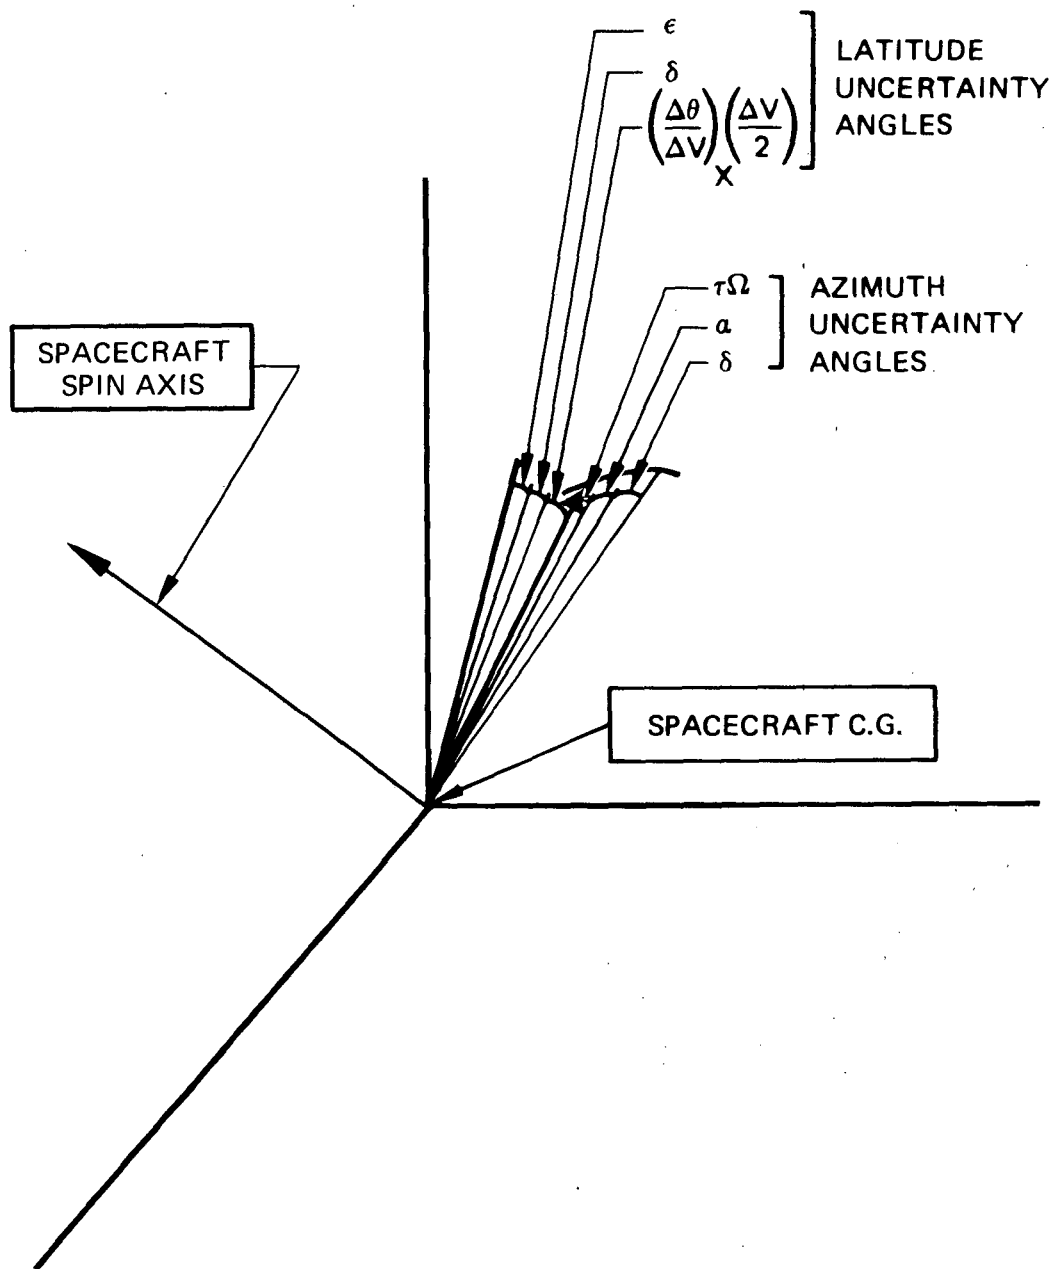 ϵ
δ
(Δθ/ΔV)ₓ(ΔV/2)
LATITUDE
UNCERTAINTY
ANGLES
τΩ
α
δ
AZIMUTH
UNCERTAINTY
ANGLES
SPACECRAFT
SPIN AXIS
SPACECRAFT C.G.